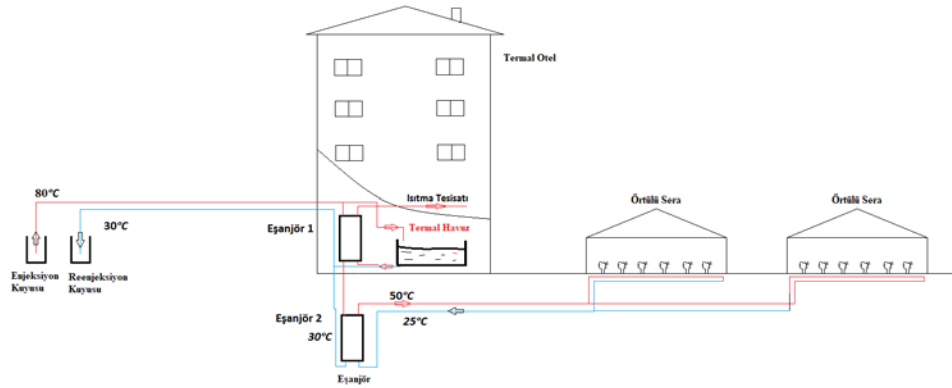 Termal Otel
80°C
Isıtma Tesisatı
Örtülü Sera
Örtülü Sera
30°C
Eşanjör 1
Termal Havuz
Enjeksiyon
Kuyusu
Reenjeksiyon
Kuyusu
50°C
Eşanjör 2
25°C
30°C
Eşanjör